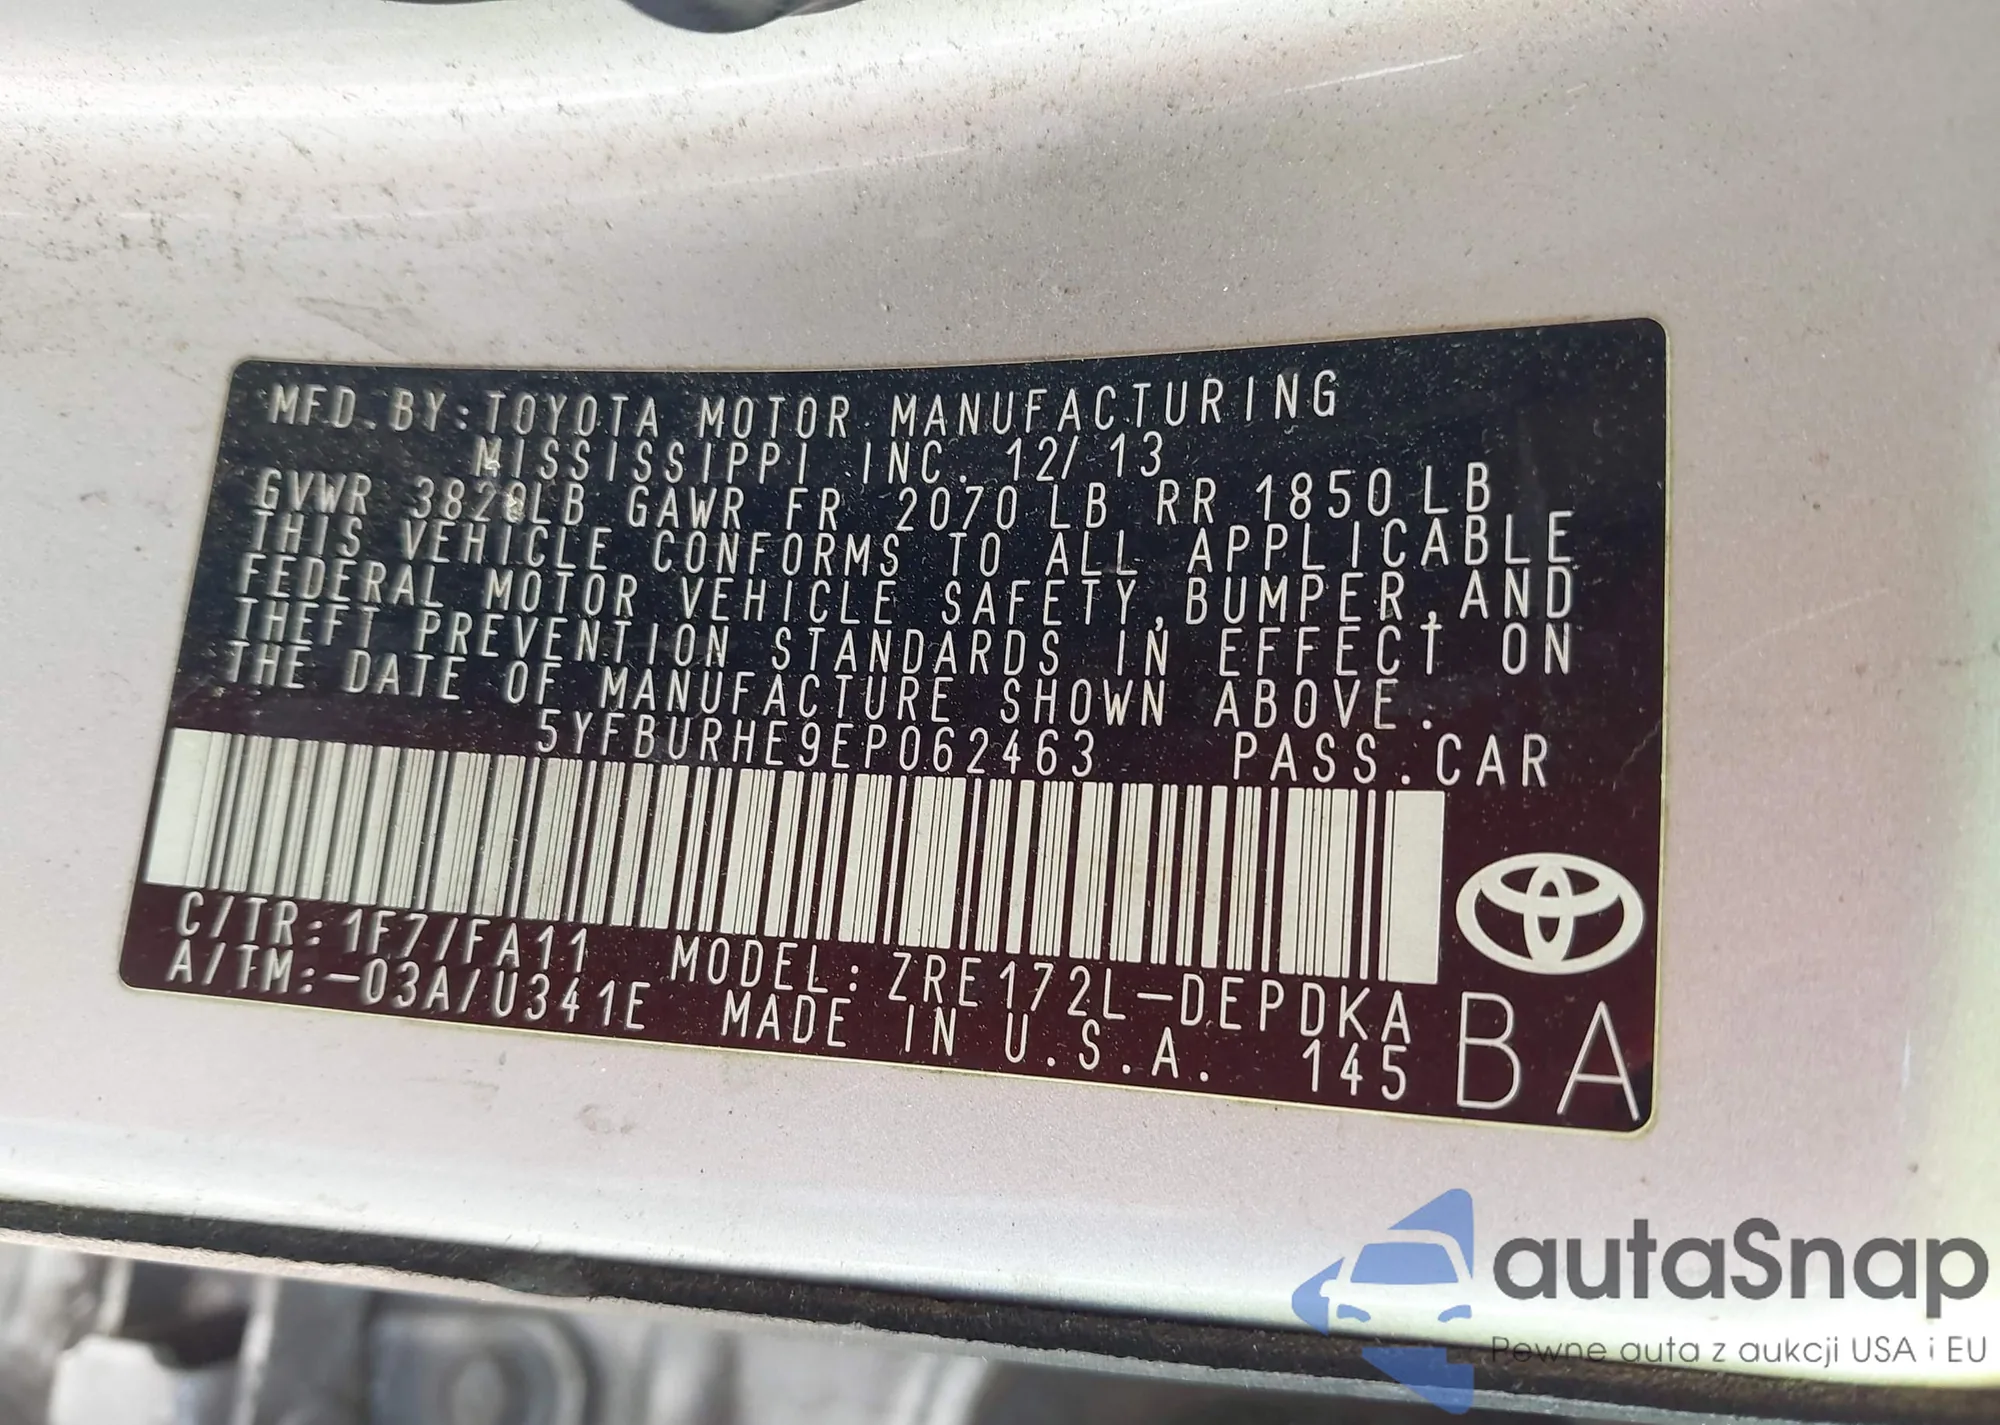 MFD. BY: TOYOTA MOTOR MANUFACTURING
MISSISSIPPI INC. 12/13
GVWR 3820LB GAWR FR 2070 LB RR 1850 LB
THIS VEHICLE CONFORMS TO ALL APPLICABLE
FEDERAL MOTOR VEHICLE SAFETY, BUMPER, AND
THEFT PREVENTION STANDARDS IN EFFECT ON
THE DATE OF MANUFACTURE SHOWN ABOVE.
5YFBURHE9EP062463 PASS. CAR
C/TR: 1F7/FA11 MODEL: ZRE172L-DEPDKA
A/TM: -03A/U341E MADE IN U.S.A. 145
BA
autaSnap
Pewne auta z aukcji USA i EU